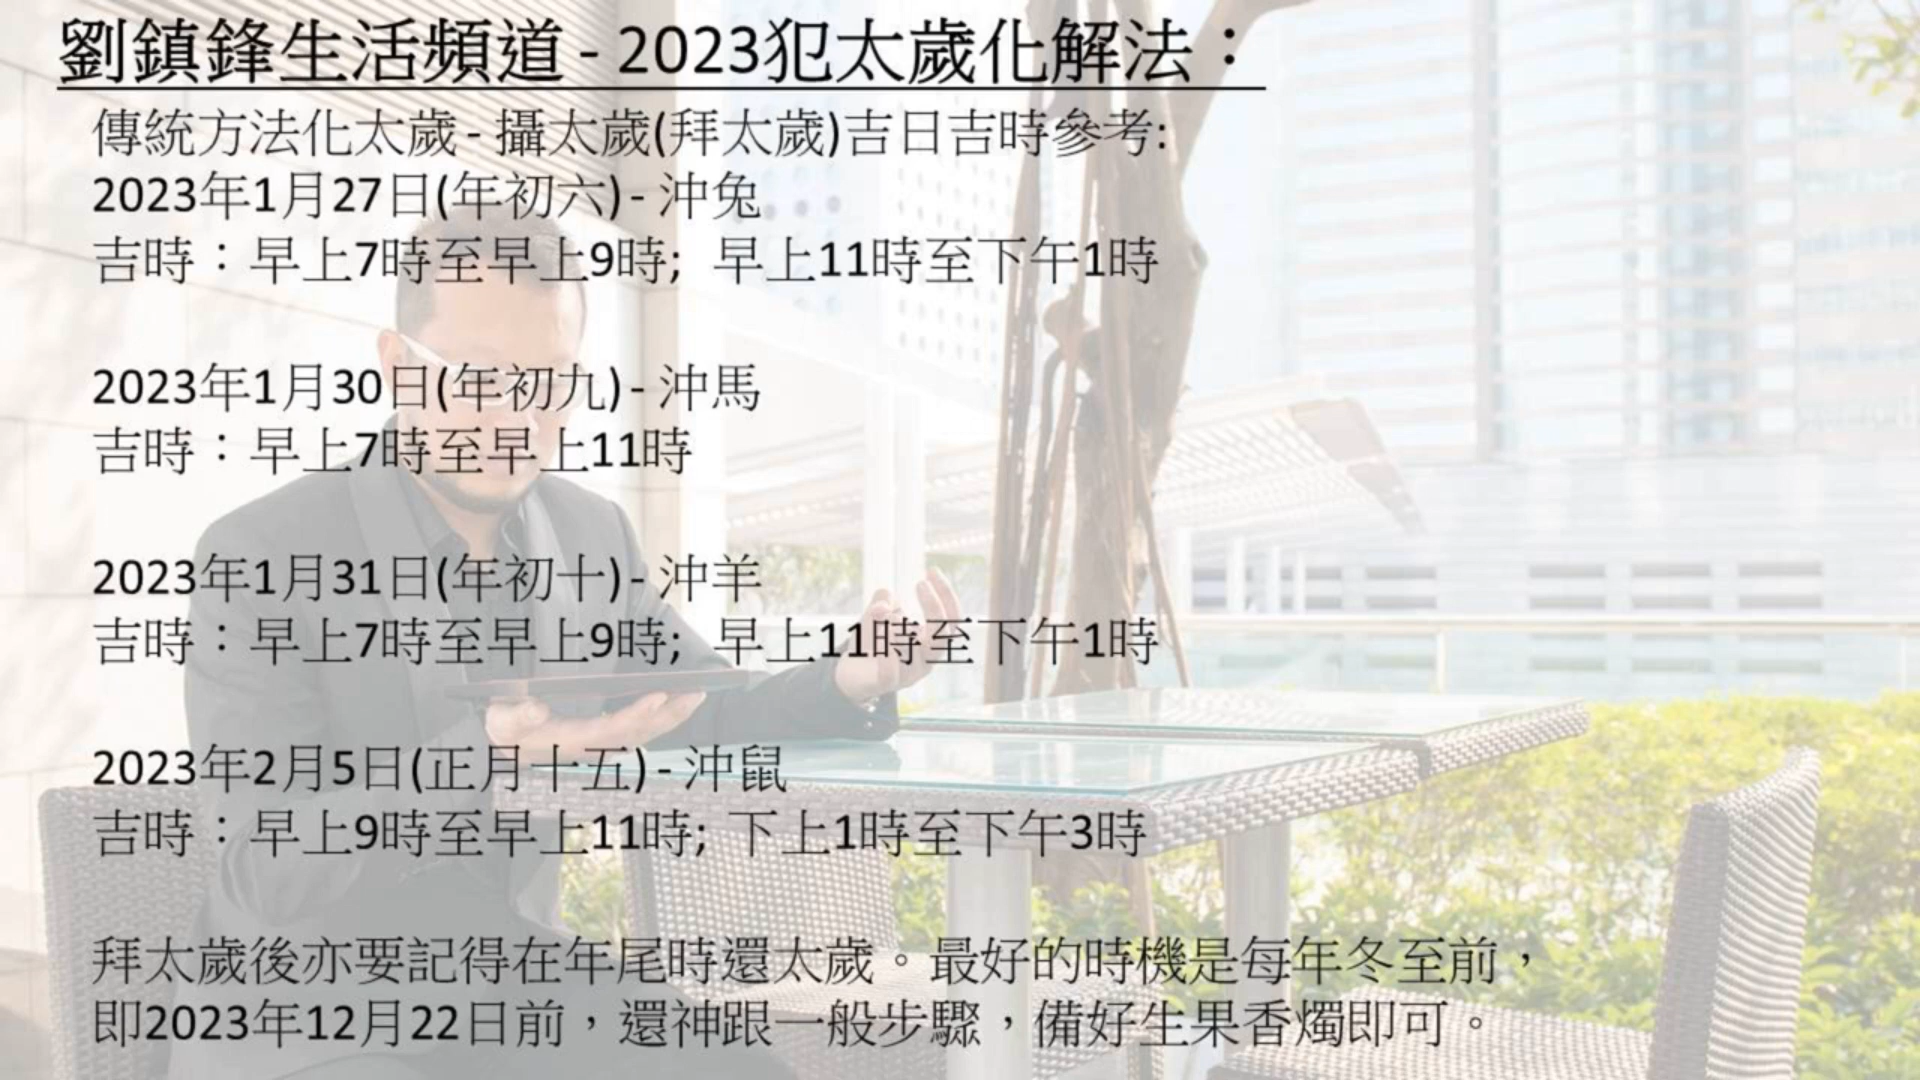 劉鎮鋒生活頻道 - 2023犯太歲化解法：
傳統方法化太歲 - 攝太歲(拜太歲)吉日吉時參考:
2023年1月27日(年初六) - 沖兔
吉時：早上7時至早上9時; 早上11時至下午1時
2023年1月30日(年初九) - 沖馬
吉時：早上7時至早上11時
2023年1月31日(年初十) - 沖羊
吉時：早上7時至早上9時; 早上11時至下午1時
2023年2月5日(正月十五) - 沖鼠
吉時：早上9時至早上11時; 下上1時至下午3時
拜太歲後亦要記得在年尾時還太歲。最好的時機是每年冬至前，
即2023年12月22日前，還神跟一般步驟，備好生果香燭即可。